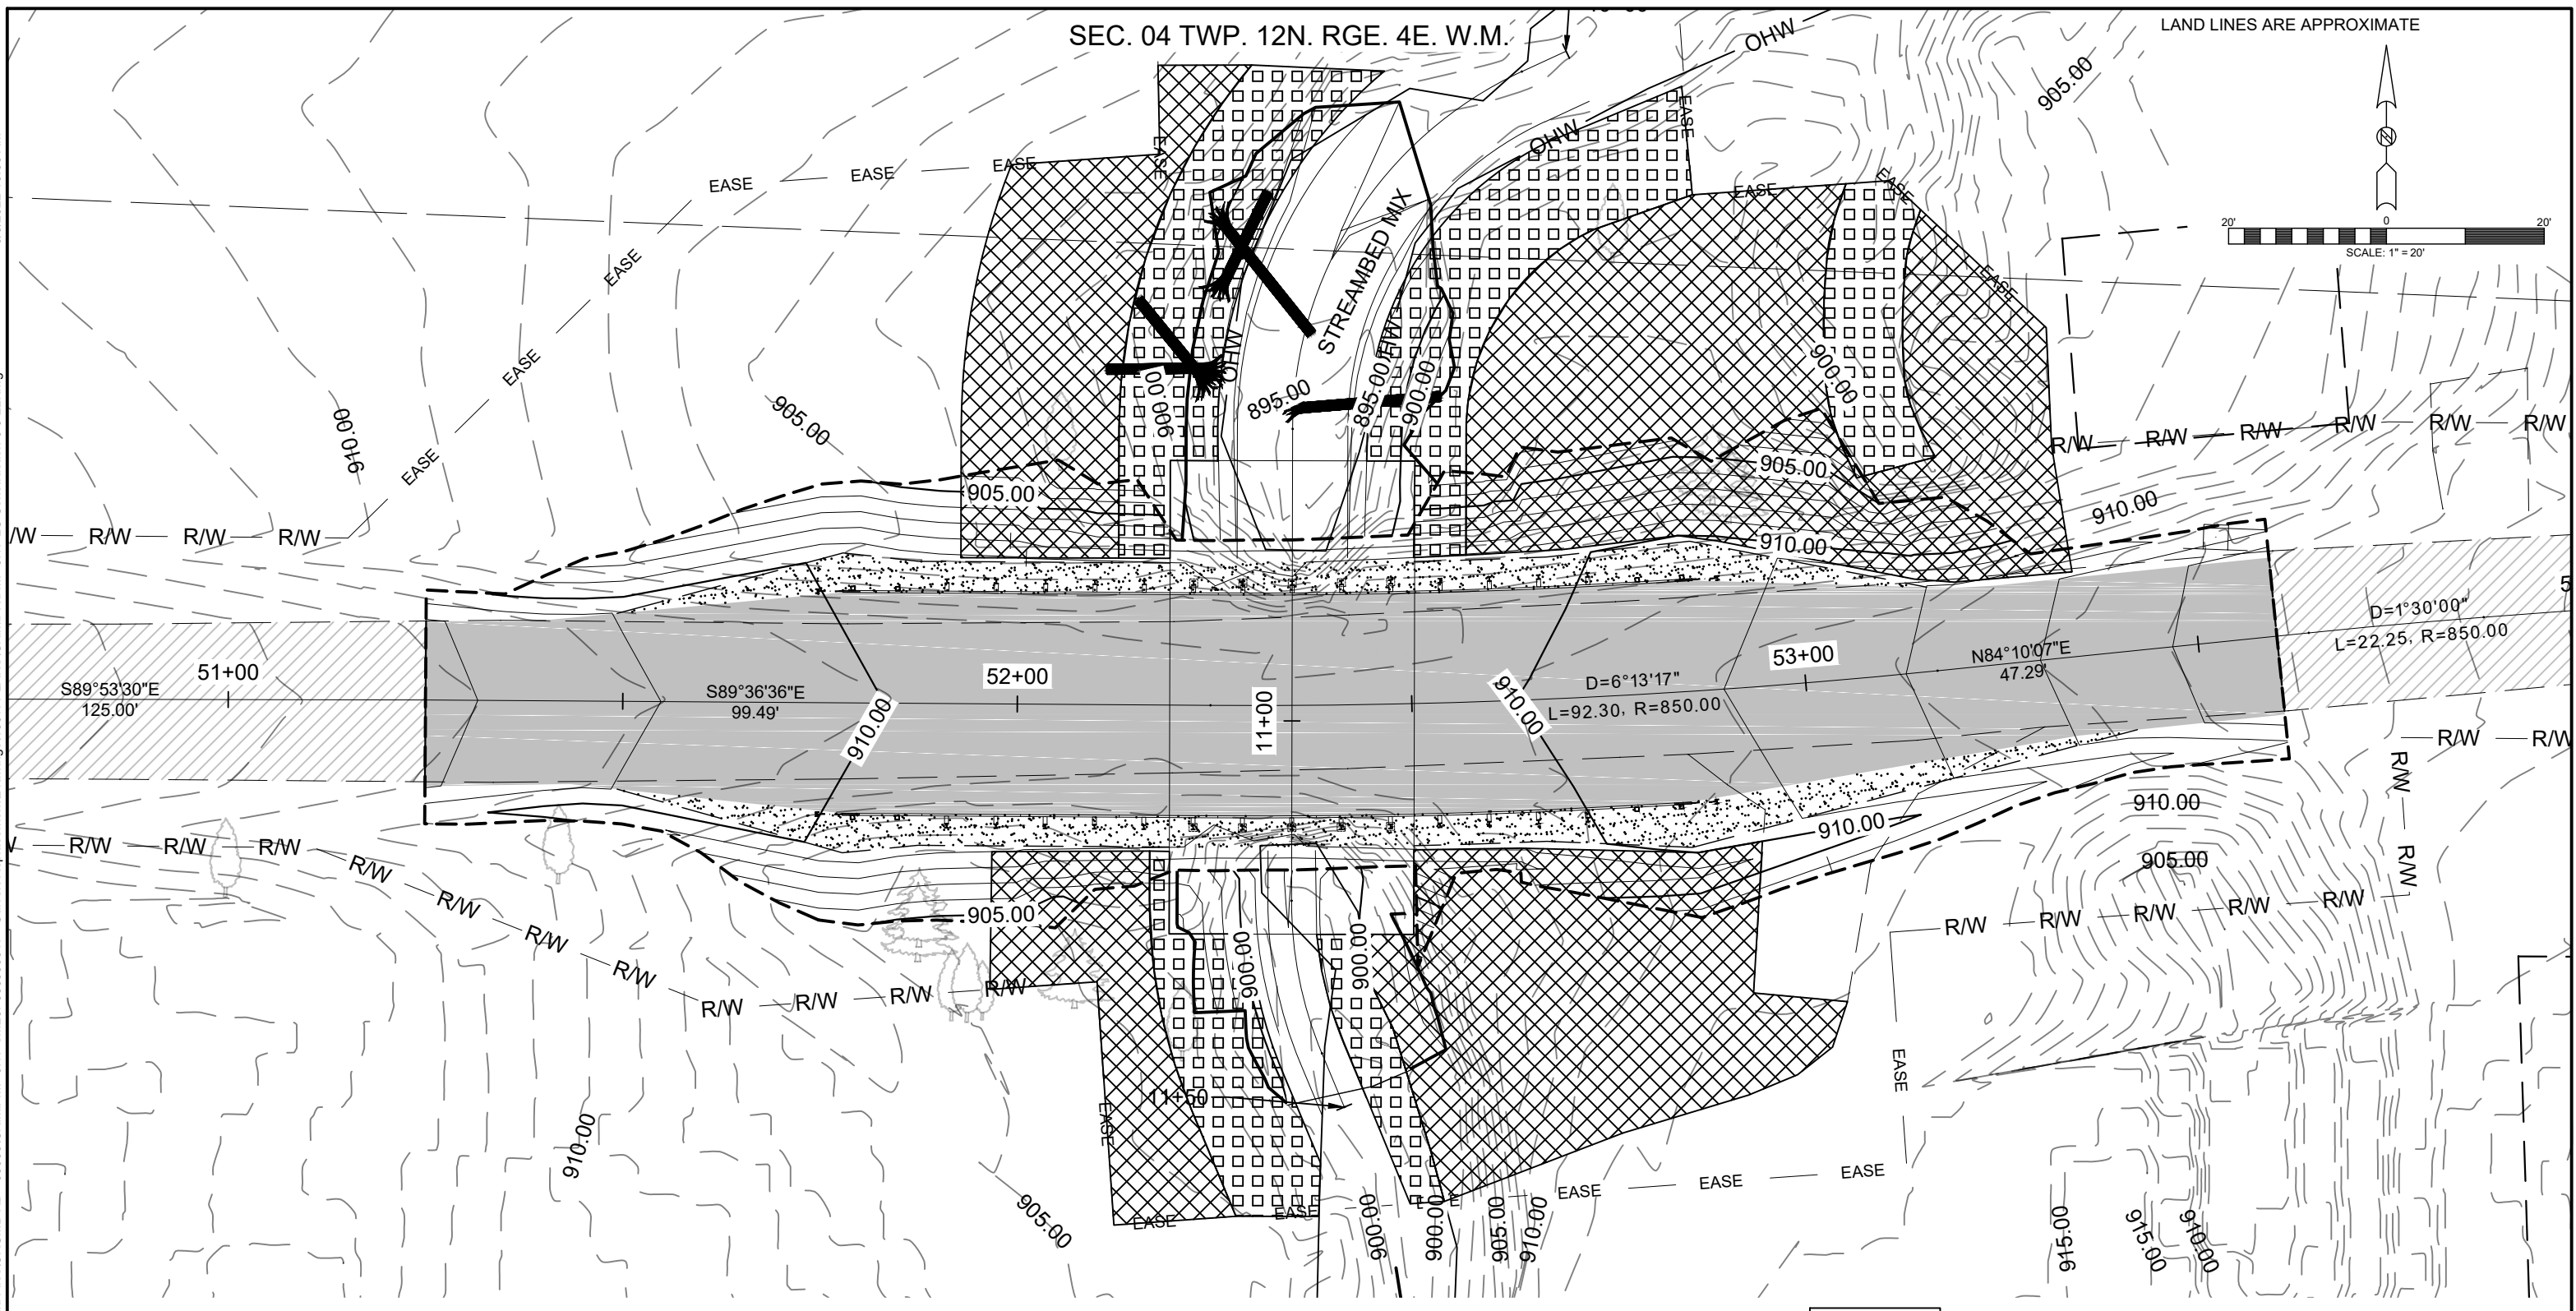 SEC. 04 TWP. 12N. RGE. 4E. W.M.
LAND LINES ARE APPROXIMATE
N
20' 0 20'
SCALE: 1" = 20'
OHW
OHW
905.00
EASE
EASE
EASE
EASE
EASE
EASE
EASE
EASE
EASE
EASE
EASE
EASE
STREAMBED MIX
OHW
OHW
895.00
895.00
900.00
900.00
900.00
910.00
905.00
905.00
905.00
910.00
910.00
R/W R/W R/W R/W R/W R/W
/W R/W R/W R/W
51+00
S89°53'30"E
125.00'
S89°36'36"E
99.49'
52+00
910.00
11+00
910.00
D=6°13'17"
L=92.30, R=850.00
53+00
N84°10'07"E
47.29'
D=1°30'00"
L=22.25, R=850.00
5
R/W R/W
R/W
R/W
910.00
910.00
905.00
R/W R/W R/W R/W R/W
R/W R/W R/W R/W R/W R/W R/W
R/W R/W R/W R/W
905.00
900.00
900.00
11+50
EASE
EASE
EASE
EASE
EASE
EASE
EASE
910.00
905.00
900.00
900.00
905.00
910.00
915.00
915.00
910.00